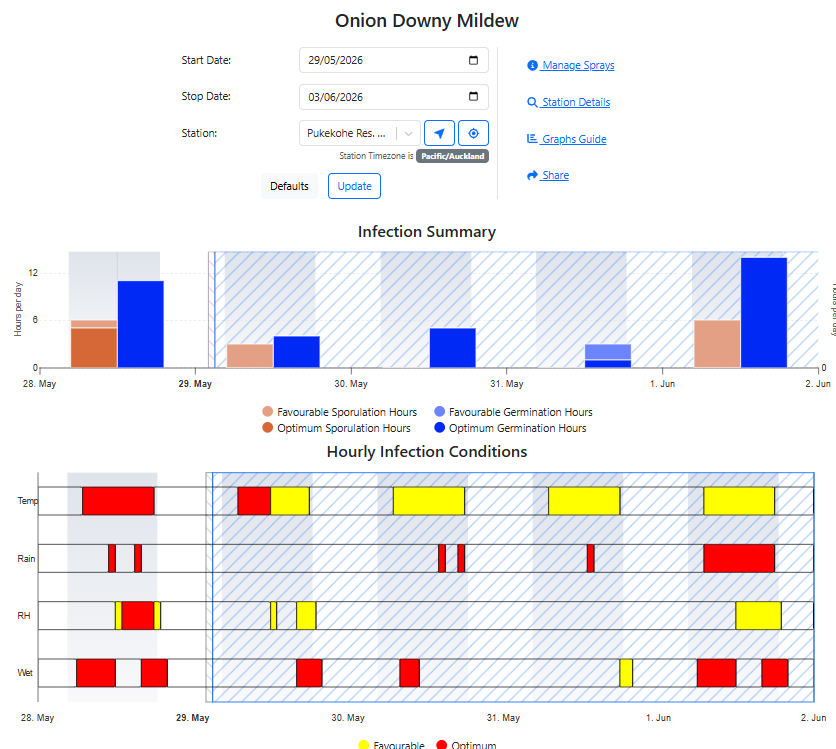 Onion Downy Mildew
Start Date:
29/05/2026
Manage Sprays
Stop Date:
03/06/2026
Station Details
Station:
Pukekohe Res. ...
Graphs Guide
Station Timezone is Pacific/Auckland
Share
Defaults
Update
Infection Summary
Hours per day
12
6
0
0
28. May
29. May
30. May
31. May
1. Jun
2. Jun
Favourable Sporulation Hours
Favourable Germination Hours
Optimum Sporulation Hours
Optimum Germination Hours
Hourly Infection Conditions
Temp
Rain
RH
Wet
28. May
29. May
30. May
31. May
1. Jun
2. Jun
Favourable
Optimum